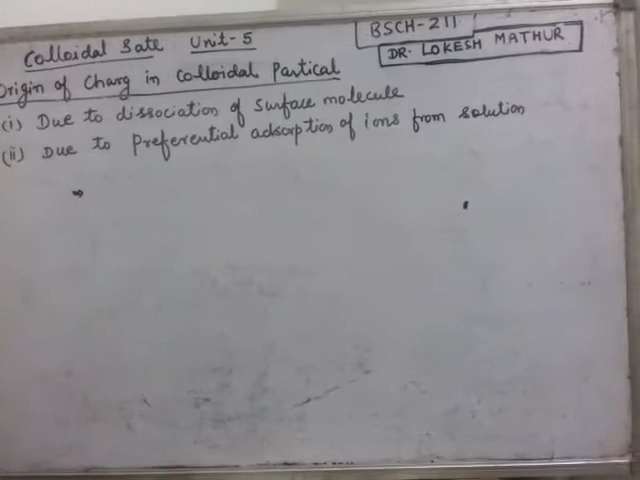 Colloidal Sate Unit-5
BSCH-211
DR. LOKESH MATHUR
Origin of Charg in Colloidal Partical
(i) Due to dissociation of Surface molecule
(ii) Due to Preferential adsorption of ions from solution